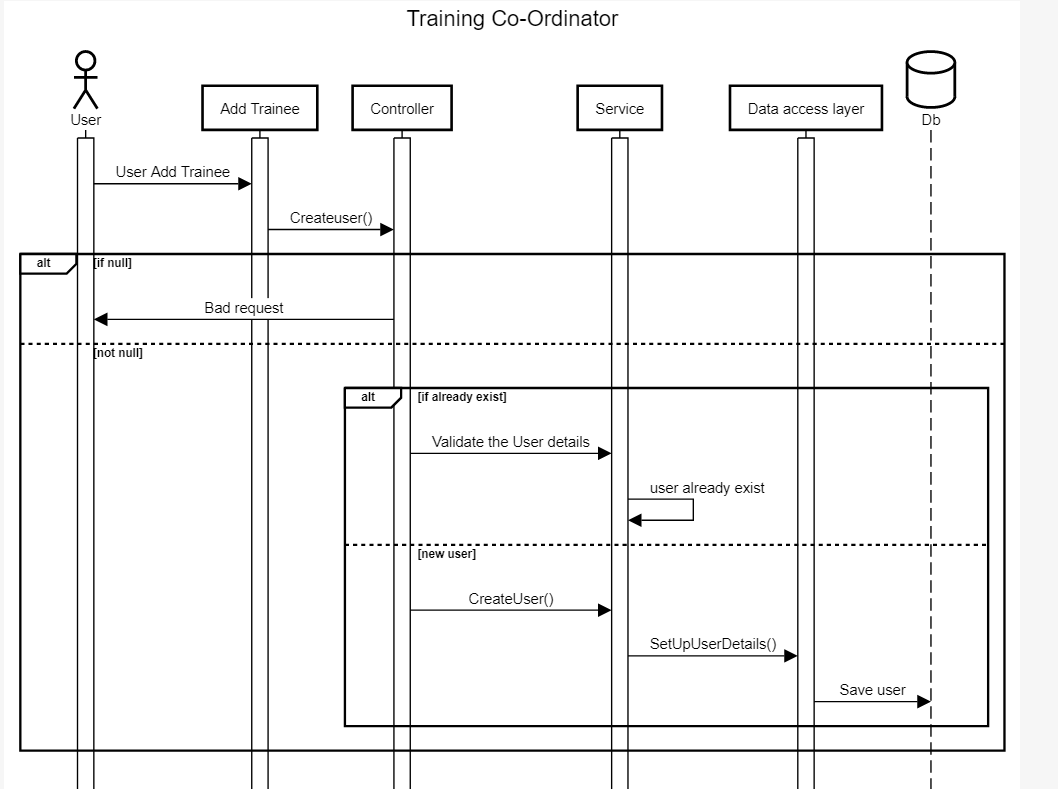 Training Co-Ordinator
User
Add Trainee
Controller
Service
Data access layer
Db
User Add Trainee
Createuser()
alt
[if null]
Bad request
[not null]
alt
[if already exist]
Validate the User details
user already exist
[new user]
CreateUser()
SetUpUserDetails()
Save user